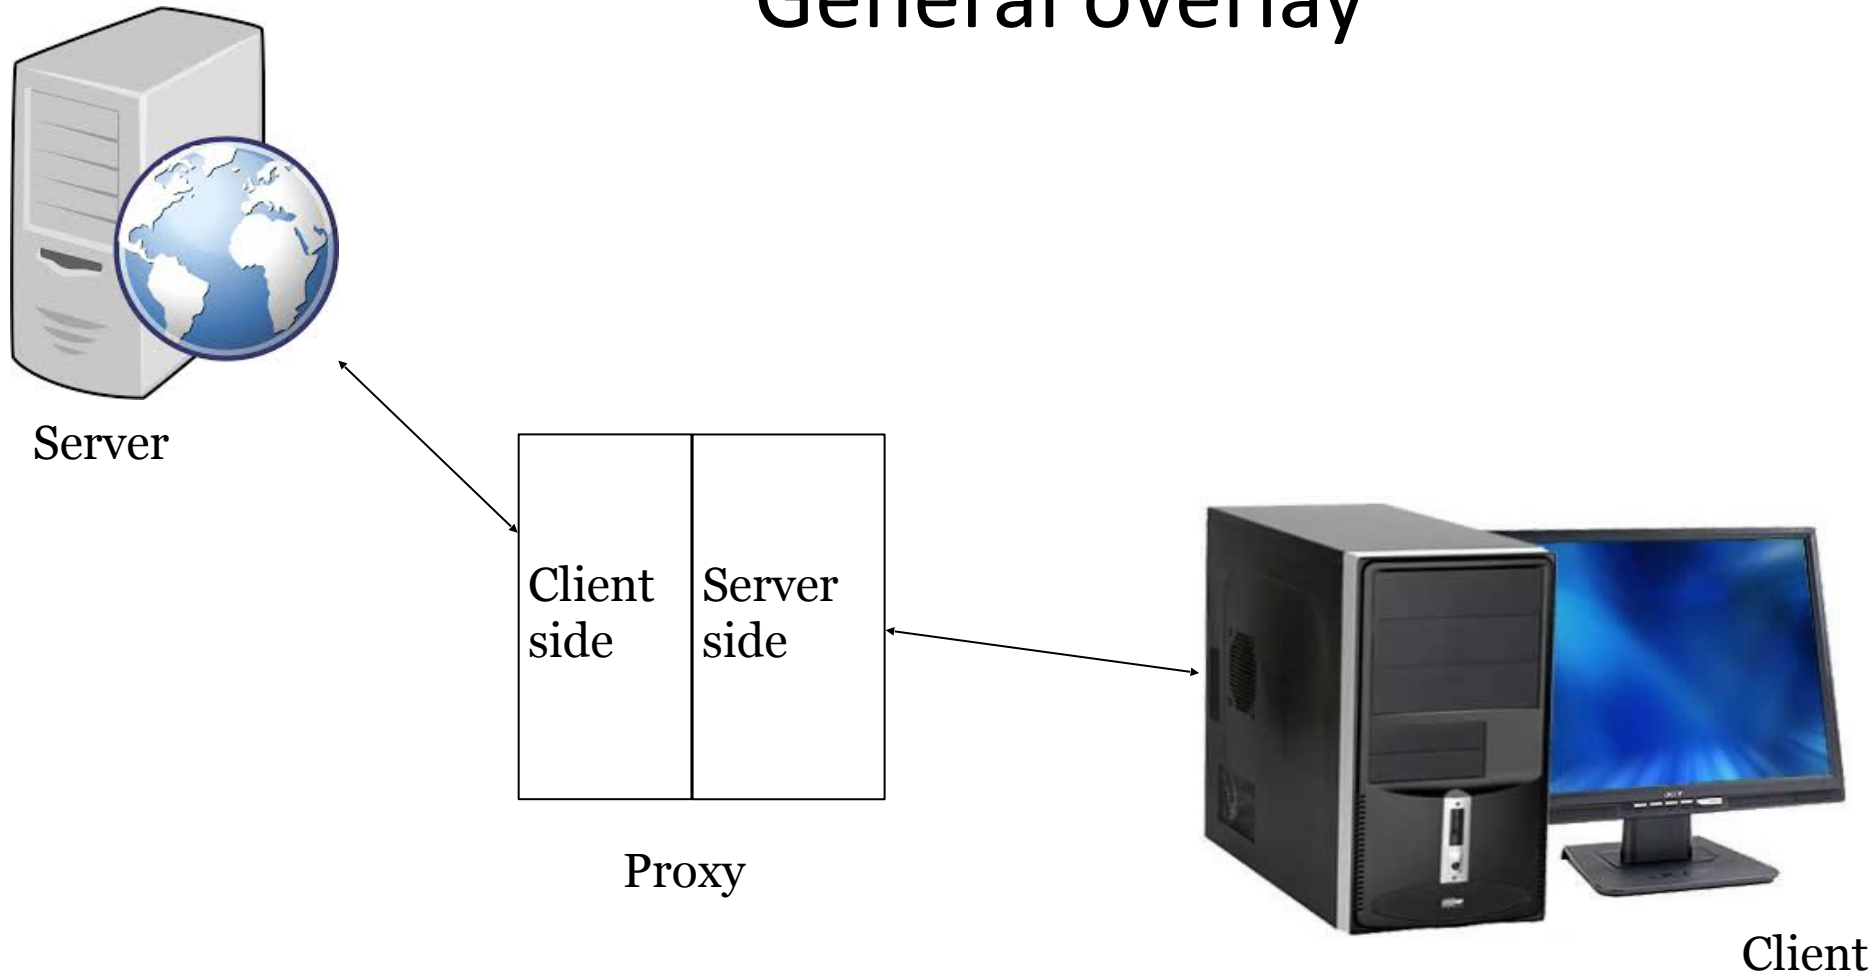 General overlay
Server
Client
side
Server
side
Proxy
Client